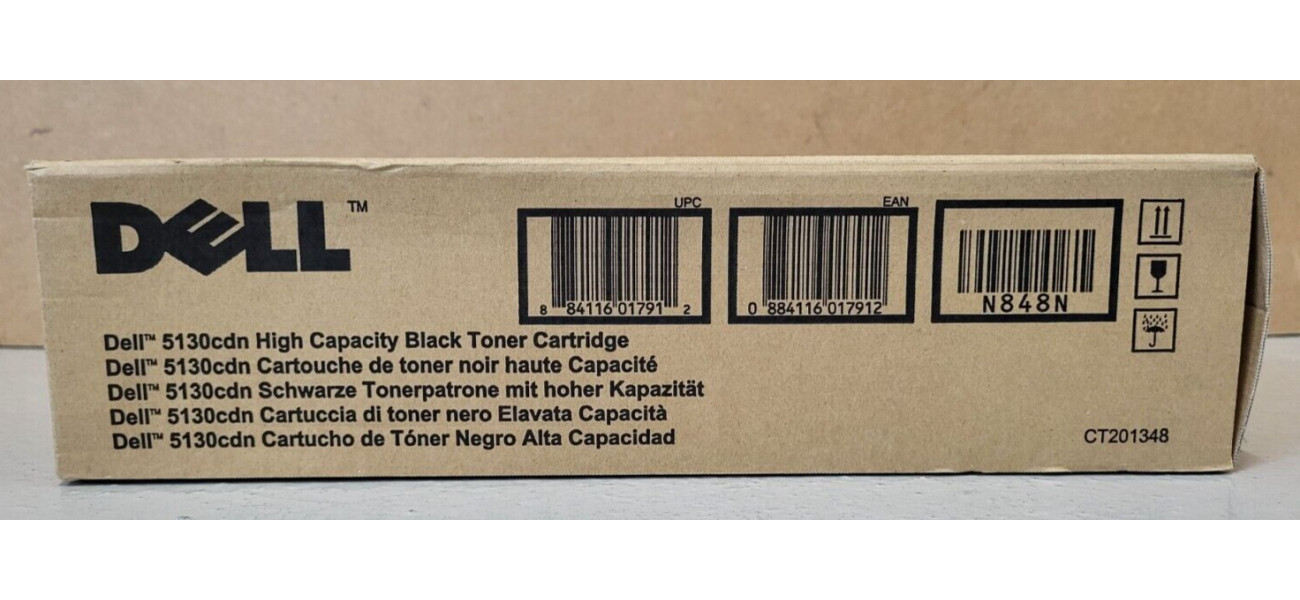 DELL™
UPC
8 84116 01791 2
EAN
0 884116 017912
N848N
Dell™ 5130cdn High Capacity Black Toner Cartridge
Dell™ 5130cdn Cartouche de toner noir haute Capacité
Dell™ 5130cdn Schwarze Tonerpatrone mit hoher Kapazität
Dell™ 5130cdn Cartuccia di toner nero Elavata Capacità
Dell™ 5130cdn Cartucho de Tóner Negro Alta Capacidad
CT201348